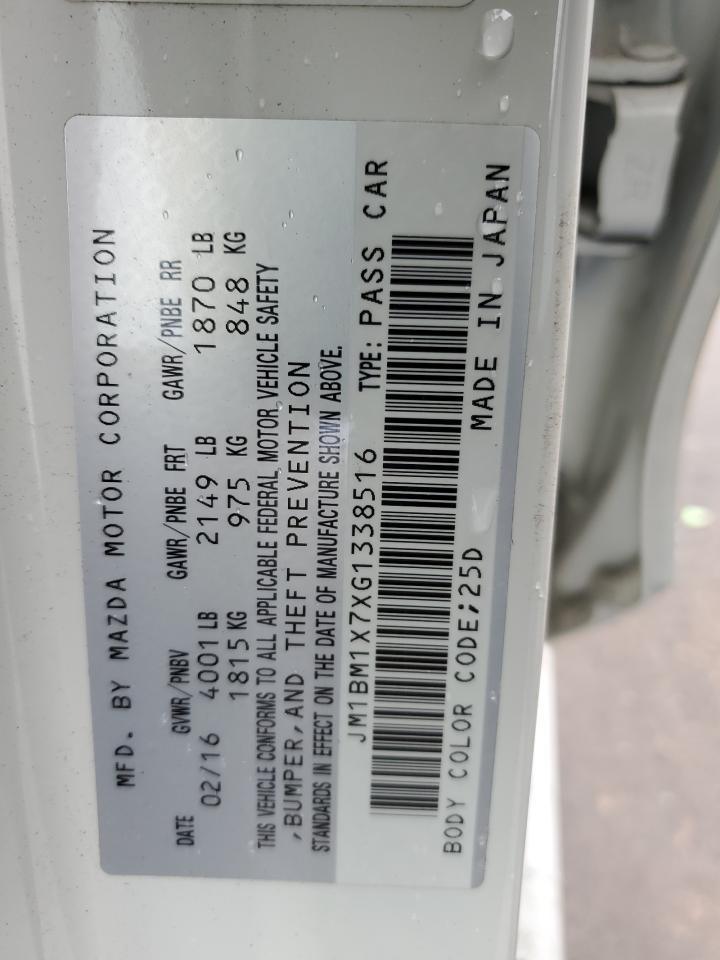 MFD. BY MAZDA MOTOR CORPORATION
DATE GVWR/PNBV GAWR/PNBE FRT GAWR/PNBE RR
02/16 4001 LB 2149 LB 1870 LB
1815 KG 975 KG 848 KG
THIS VEHICLE CONFORMS TO ALL APPLICABLE FEDERAL MOTOR VEHICLE SAFETY
,BUMPER,AND THEFT PREVENTION
STANDARDS IN EFFECT ON THE DATE OF MANUFACTURE SHOWN ABOVE.
JM1BM1X7XG1338516 TYPE: PASS CAR
BODY COLOR CODE;25D MADE IN JAPAN